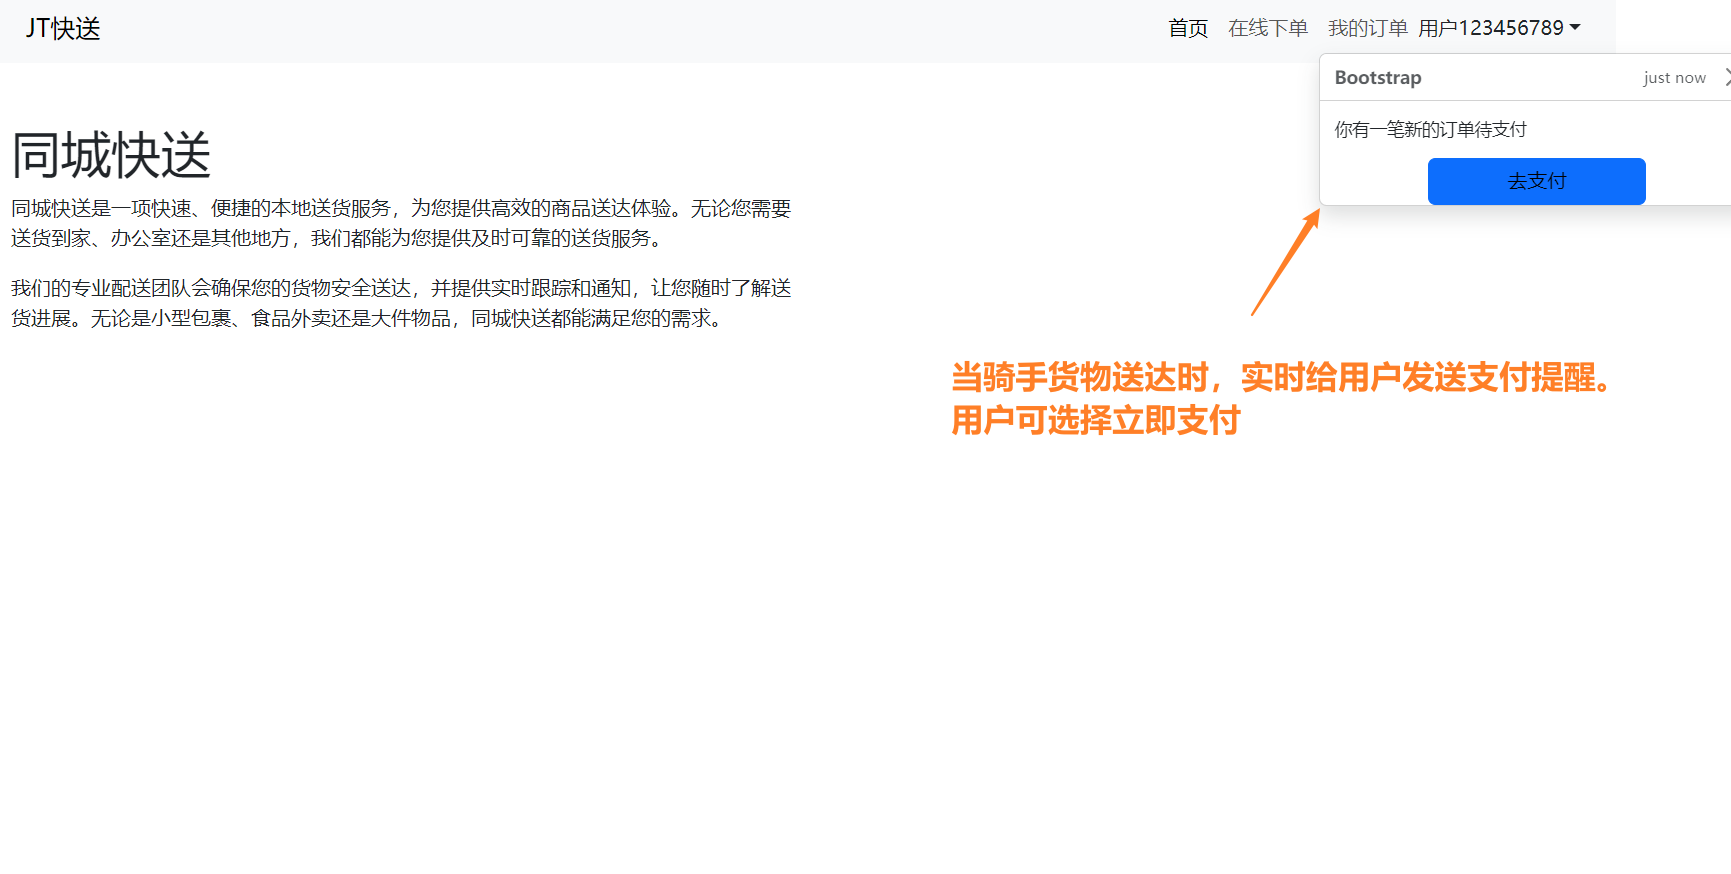 JT快送
首页 在线下单 我的订单 用户123456789
Bootstrap just now
你有一笔新的订单待支付
去支付
同城快送
同城快送是一项快速、便捷的本地送货服务，为您提供高效的商品送达体验。无论您需要
送货到家、办公室还是其他地方，我们都能为您提供及时可靠的送货服务。
我们的专业配送团队会确保您的货物安全送达，并提供实时跟踪和通知，让您随时了解送
货进展。无论是小型包裹、食品外卖还是大件物品，同城快送都能满足您的需求。
当骑手货物送达时，实时给用户发送支付提醒。
用户可选择立即支付